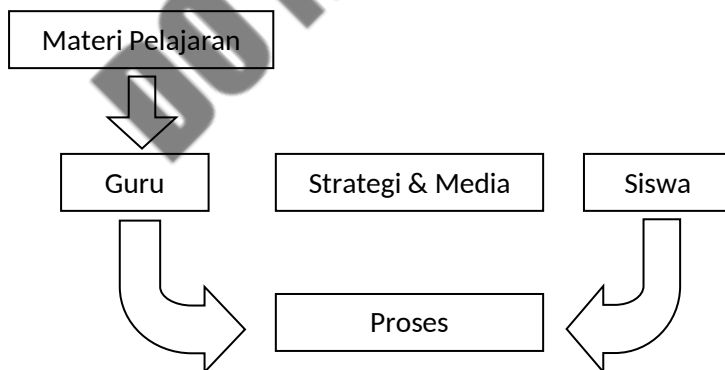 Materi Pelajaran
Guru
Strategi & Media
Siswa
Proses